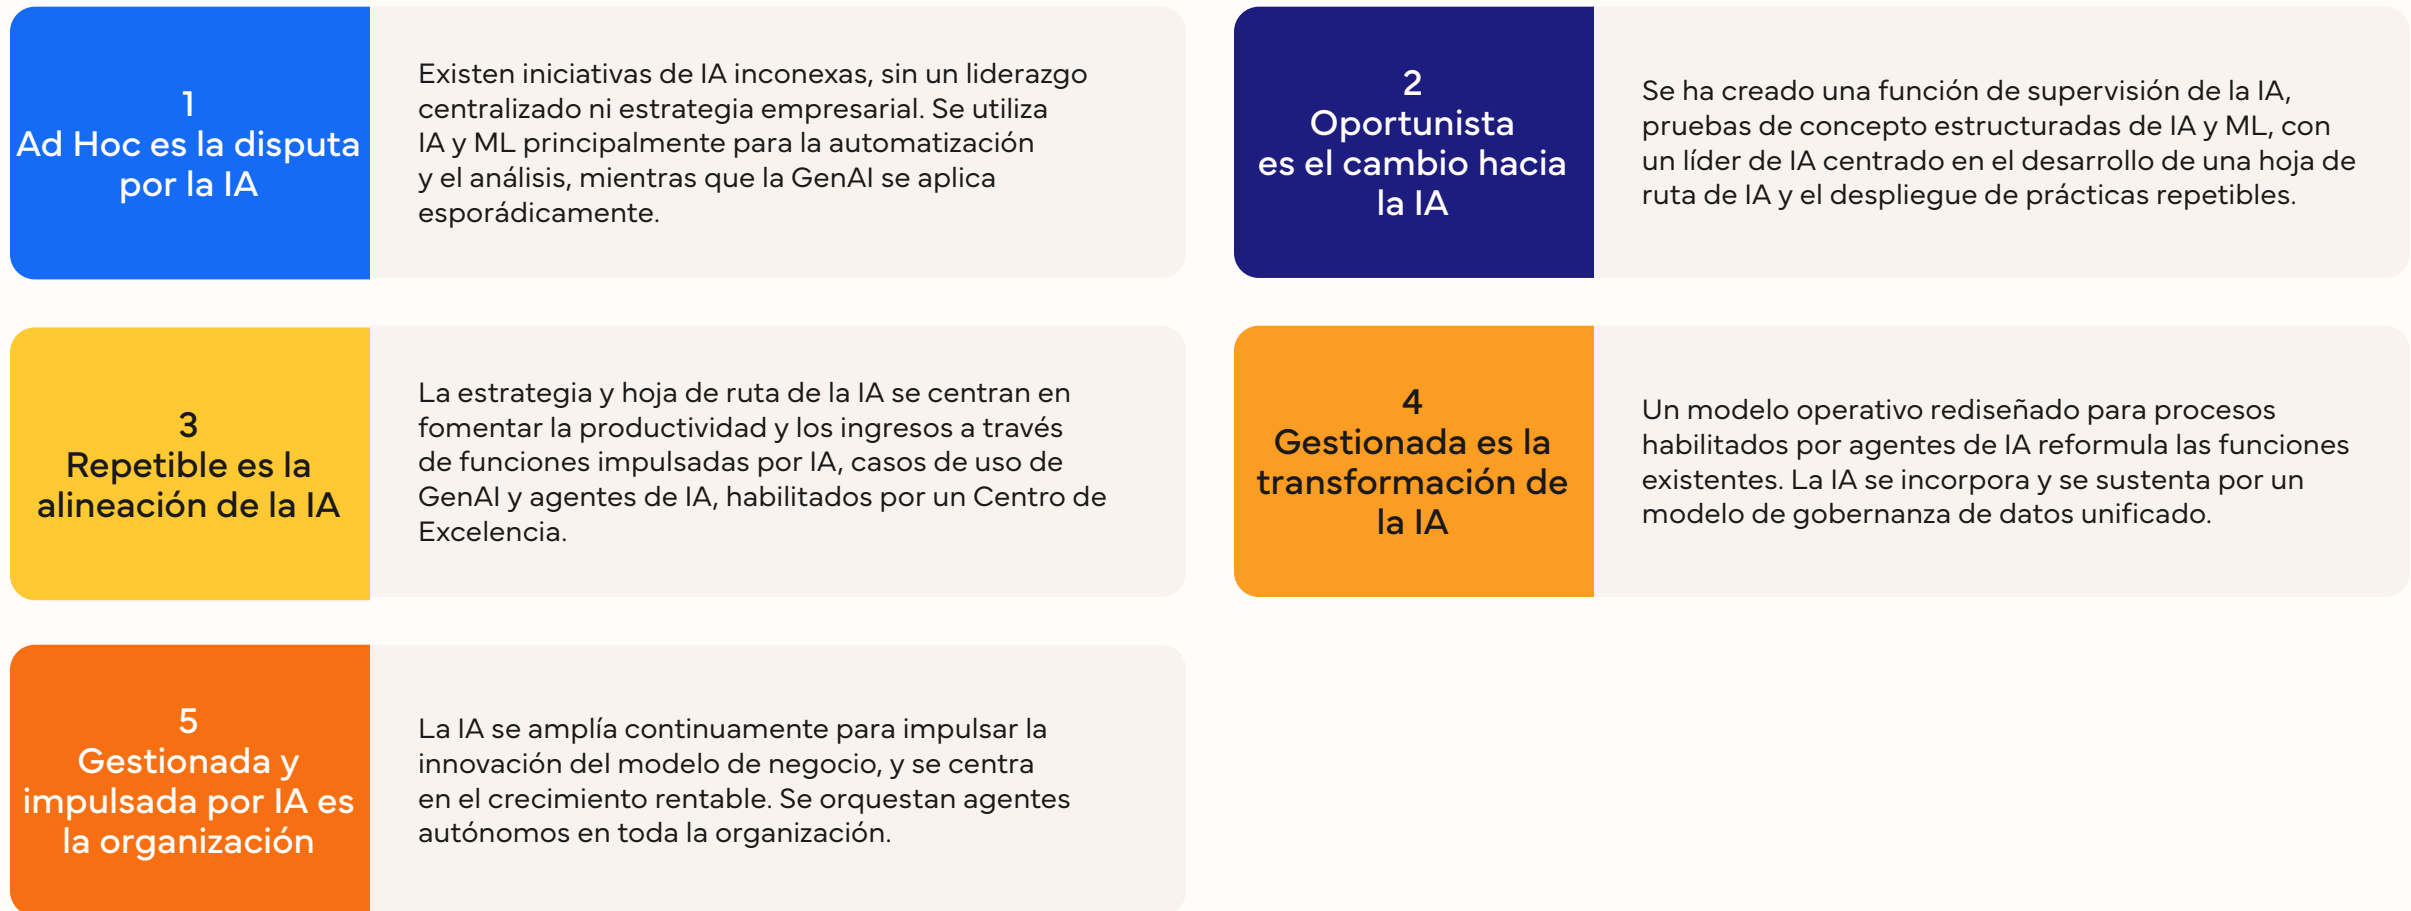 1
Ad Hoc es la disputa
por la IA
Existen iniciativas de IA inconexas, sin un liderazgo
centralizado ni estrategia empresarial. Se utiliza
IA y ML principalmente para la automatización
y el análisis, mientras que la GenAI se aplica
esporádicamente.
2
Oportunista
es el cambio hacia
la IA
Se ha creado una función de supervisión de la IA,
pruebas de concepto estructuradas de IA y ML, con
un líder de IA centrado en el desarrollo de una hoja de
ruta de IA y el despliegue de prácticas repetibles.
3
Repetible es la
alineación de la IA
La estrategia y hoja de ruta de la IA se centran en
fomentar la productividad y los ingresos a través
de funciones impulsadas por IA, casos de uso de
GenAI y agentes de IA, habilitados por un Centro de
Excelencia.
4
Gestionada es la
transformación de
la IA
Un modelo operativo rediseñado para procesos
habilitados por agentes de IA reformula las funciones
existentes. La IA se incorpora y se sustenta por un
modelo de gobernanza de datos unificado.
5
Gestionada y
impulsada por IA es
la organización
La IA se amplía continuamente para impulsar la
innovación del modelo de negocio, y se centra
en el crecimiento rentable. Se orquestan agentes
autónomos en toda la organización.